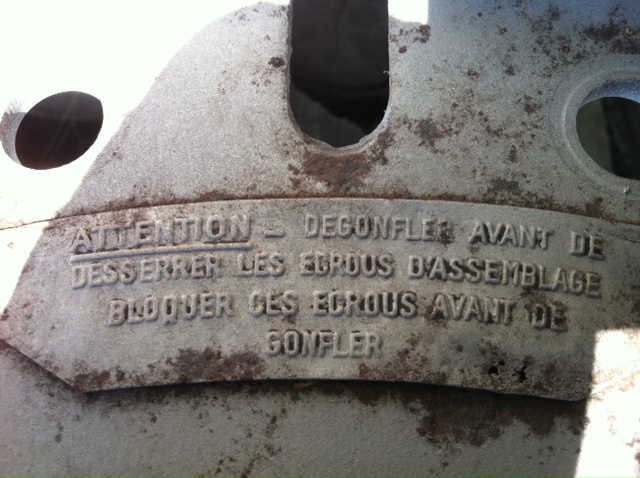 ATTENTION - DEGONFLER AVANT DE
DESSERRER LES ECROUS D'ASSEMBLAGE
BLOQUER CES ECROUS AVANT DE
GONFLER